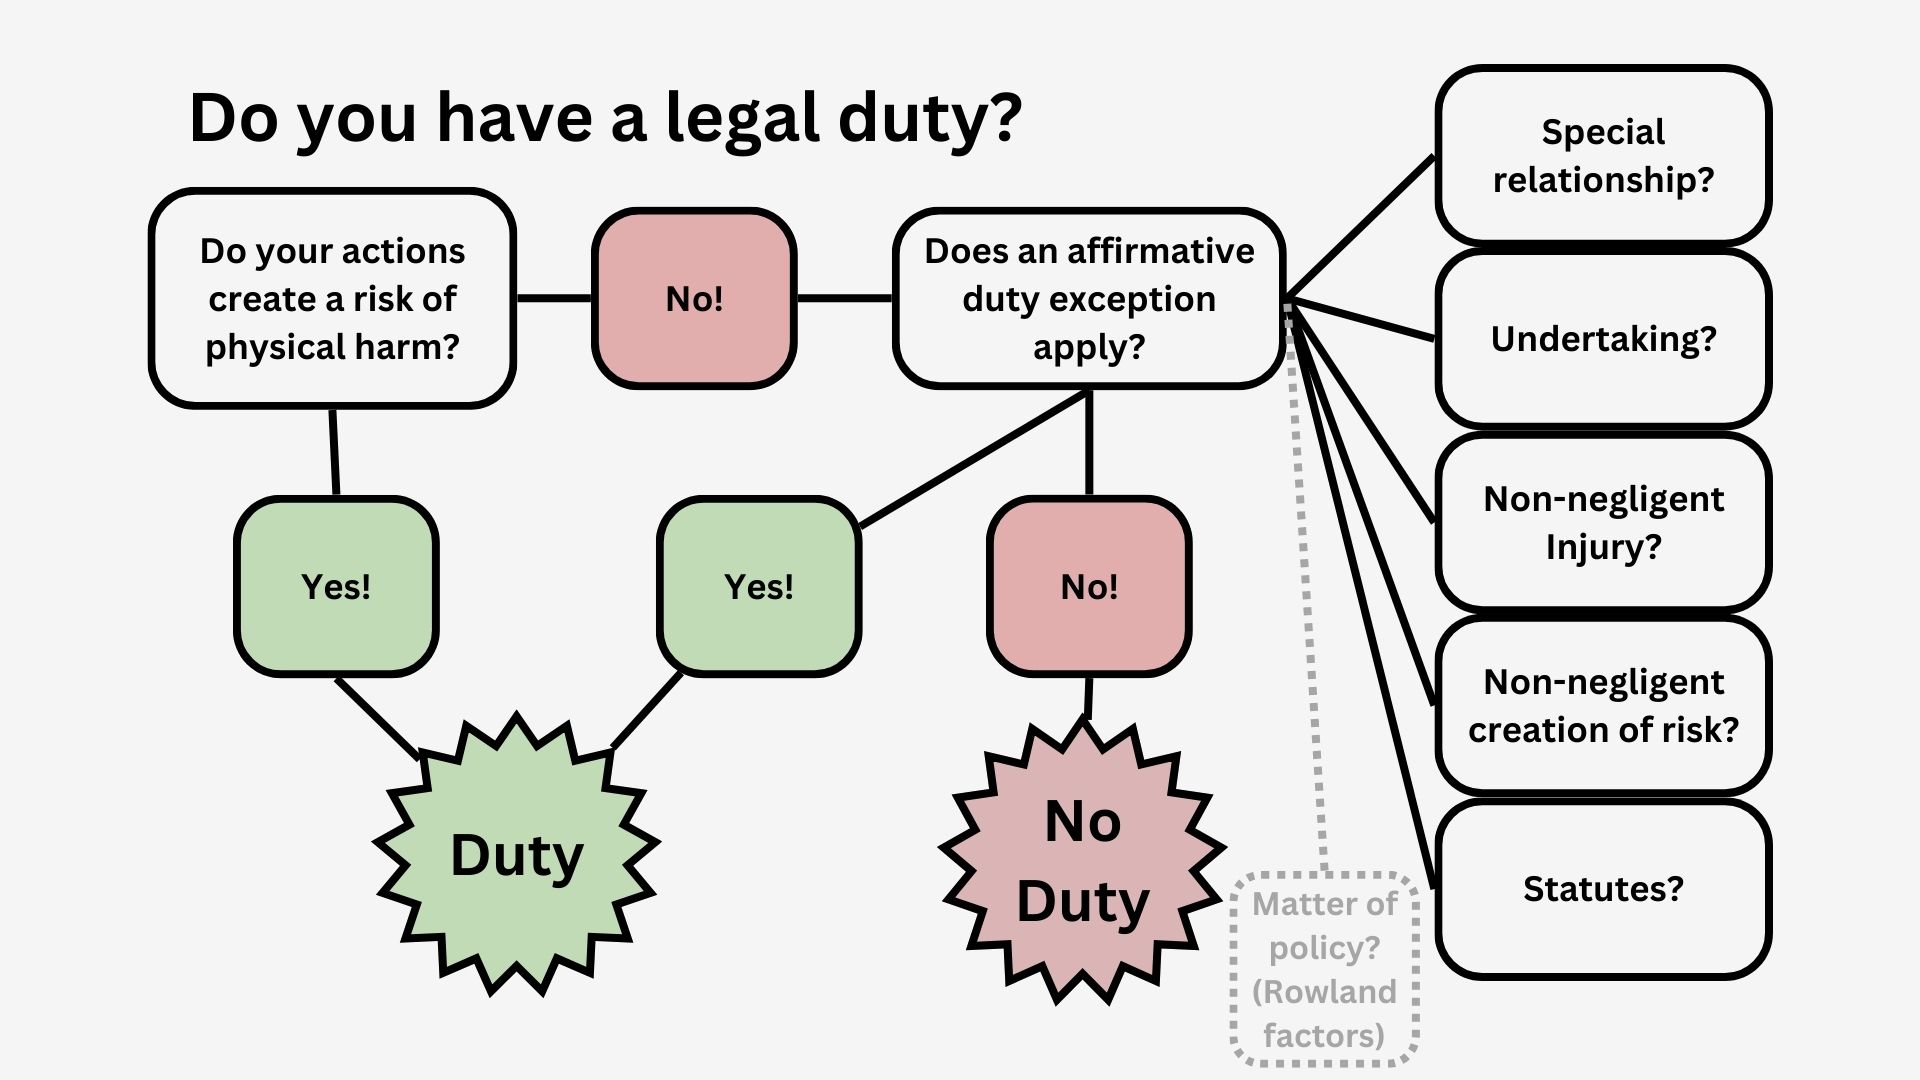 Do you have a legal duty?
Do your actions
create a risk of
physical harm?
No!
Does an affirmative
duty exception
apply?
Special
relationship?
Undertaking?
Non-negligent
Injury?
Non-negligent
creation of risk?
Statutes?
Yes!
Yes!
No!
Duty
No
Duty
Matter of
policy?
(Rowland
factors)